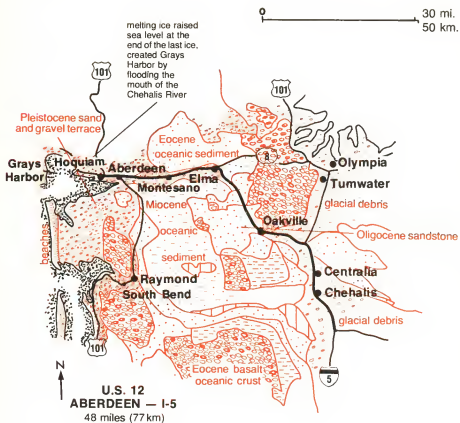 0 30 mi.
50 km.
melting ice raised
sea level at the
end of the last ice,
created Grays
Harbor by
flooding the
mouth of the
Chehalis River
101
101
Pleistocene sand
and gravel terrace
Eocene
oceanic sediment
8
Grays
Harbor
Hoquiam
Aberdeen
Montesano
Elma
Olympia
Tumwater
Miocene
oceanic
sediment
glacial debris
Oakville
Oligocene sandstone
beaches
Raymond
South Bend
Centralia
Chehalis
glacial debris
101
Eocene basalt
oceanic crust
5
N
U.S. 12
ABERDEEN — I-5
48 miles (77 km)